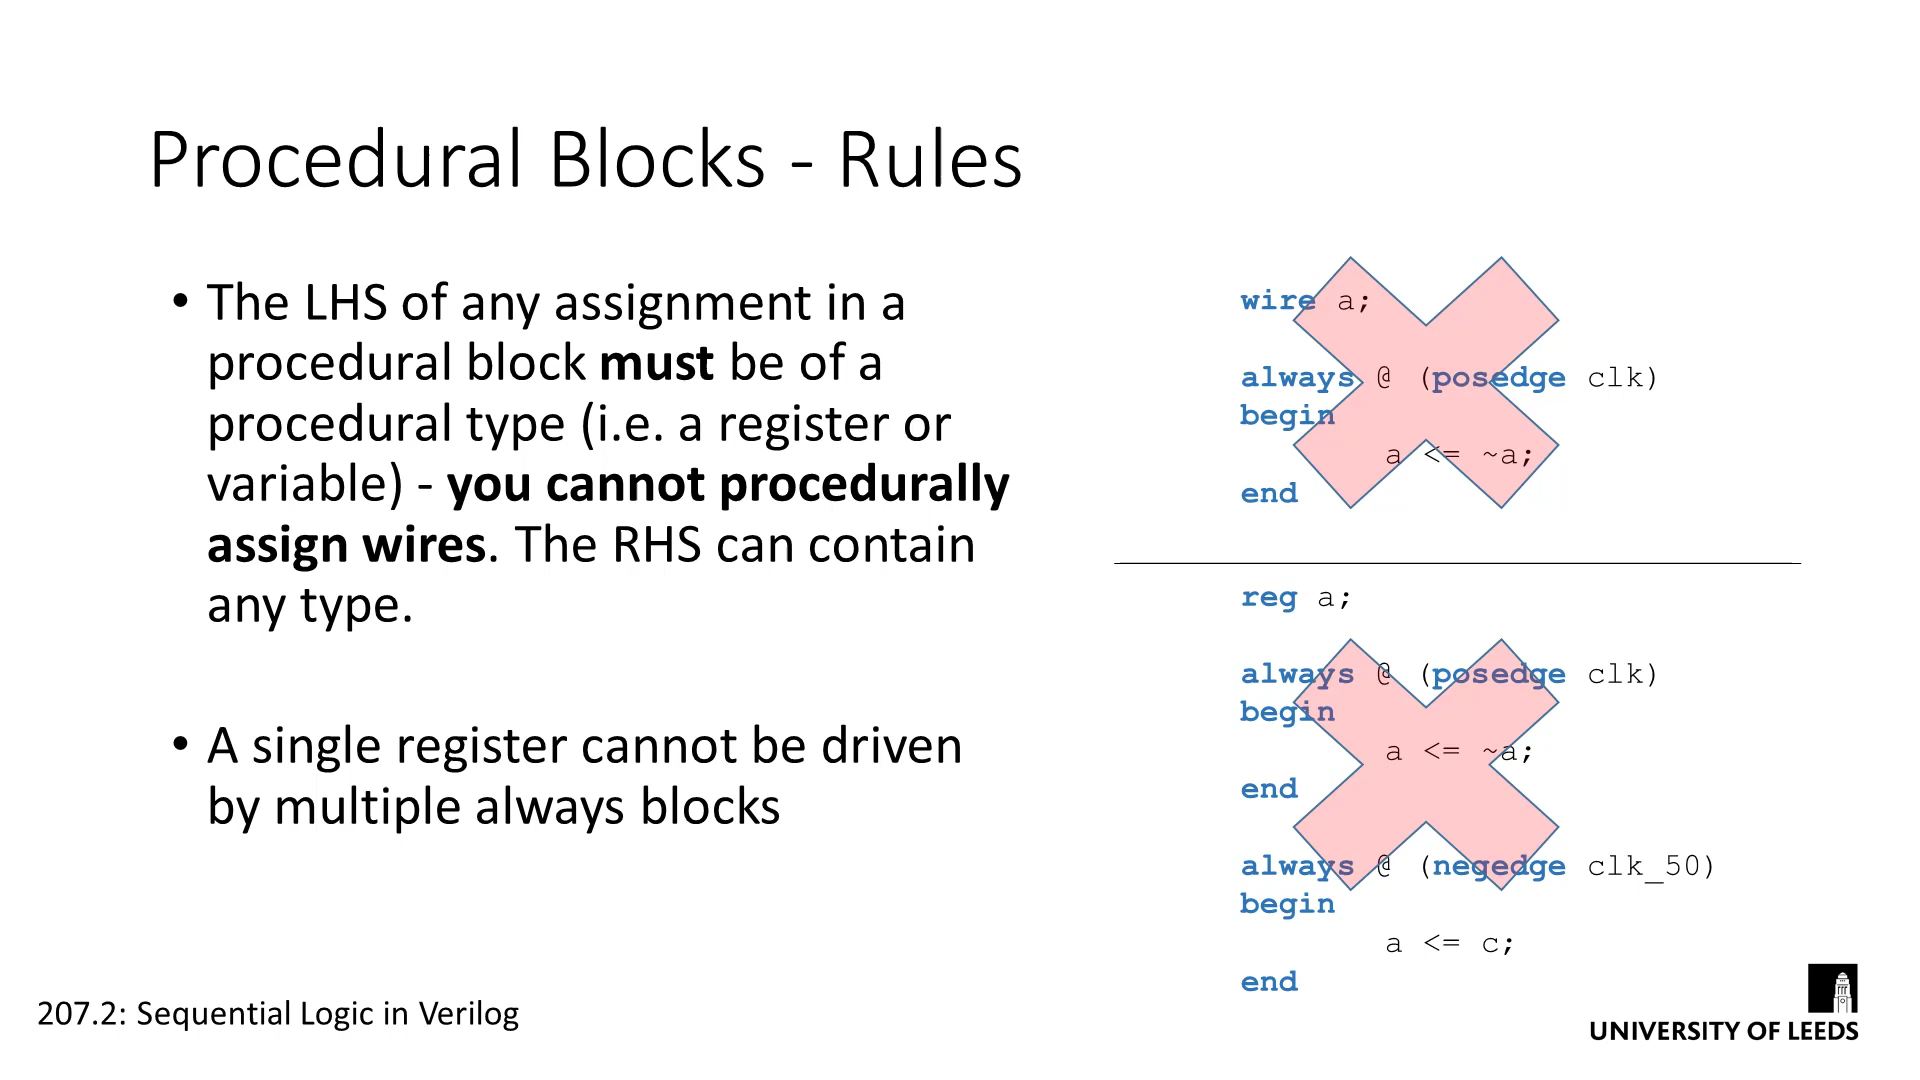 Procedural Blocks - Rules
• The LHS of any assignment in a
procedural block must be of a
procedural type (i.e. a register or
variable) - you cannot procedurally
assign wires. The RHS can contain
any type.
• A single register cannot be driven
by multiple always blocks
wire a;
always @ (posedge clk)
begin
a <= ~a;
end
reg a;
always @ (posedge clk)
begin
a <= ~a;
end
always @ (negedge clk_50)
begin
a <= c;
end
207.2: Sequential Logic in Verilog
UNIVERSITY OF LEEDS